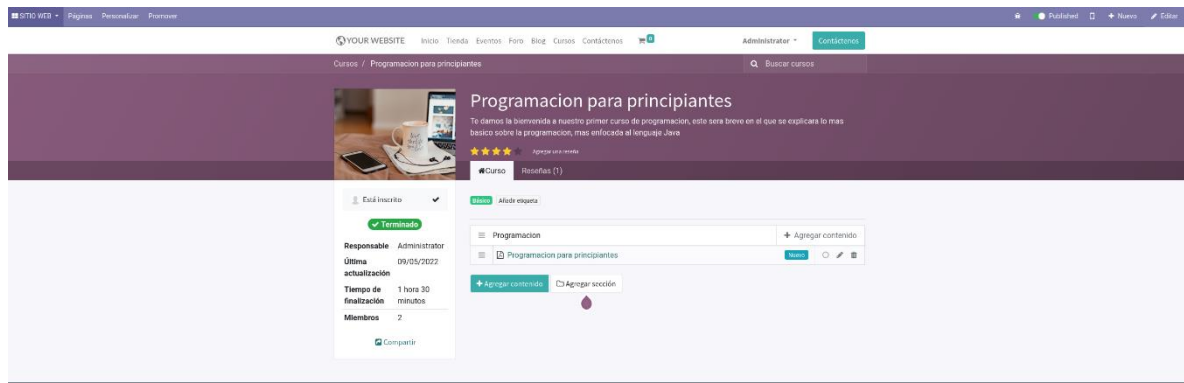 SITIO WEB Páginas Personalizar Promover Published + Nuevo Editor
YOUR WEBSITE Inicio Tienda Eventos Foro Blog Cursos Contáctenos 0 Administrator Contáctenos
Cursos / Programacion para principiantes Buscar cursos
Programacion para principiantes
Te damos la bienvenida a nuestro primer curso de programacion, este sera breve en el que se explicara lo mas
basico sobre la programacion, mas enfocada al lenguaje Java
Agregar una reseña
Curso Reseñas (1)
Está inscrito
Terminado
Responsable Administrator
Última 09/05/2022
actualización
Tiempo de 1 hora 30
finalización minutos
Miembros 2
Compartir
Básico Añadir etiqueta
Programacion + Agregar contenido
Programacion para principiantes Nuevo
+ Agregar contenido Agregar sección